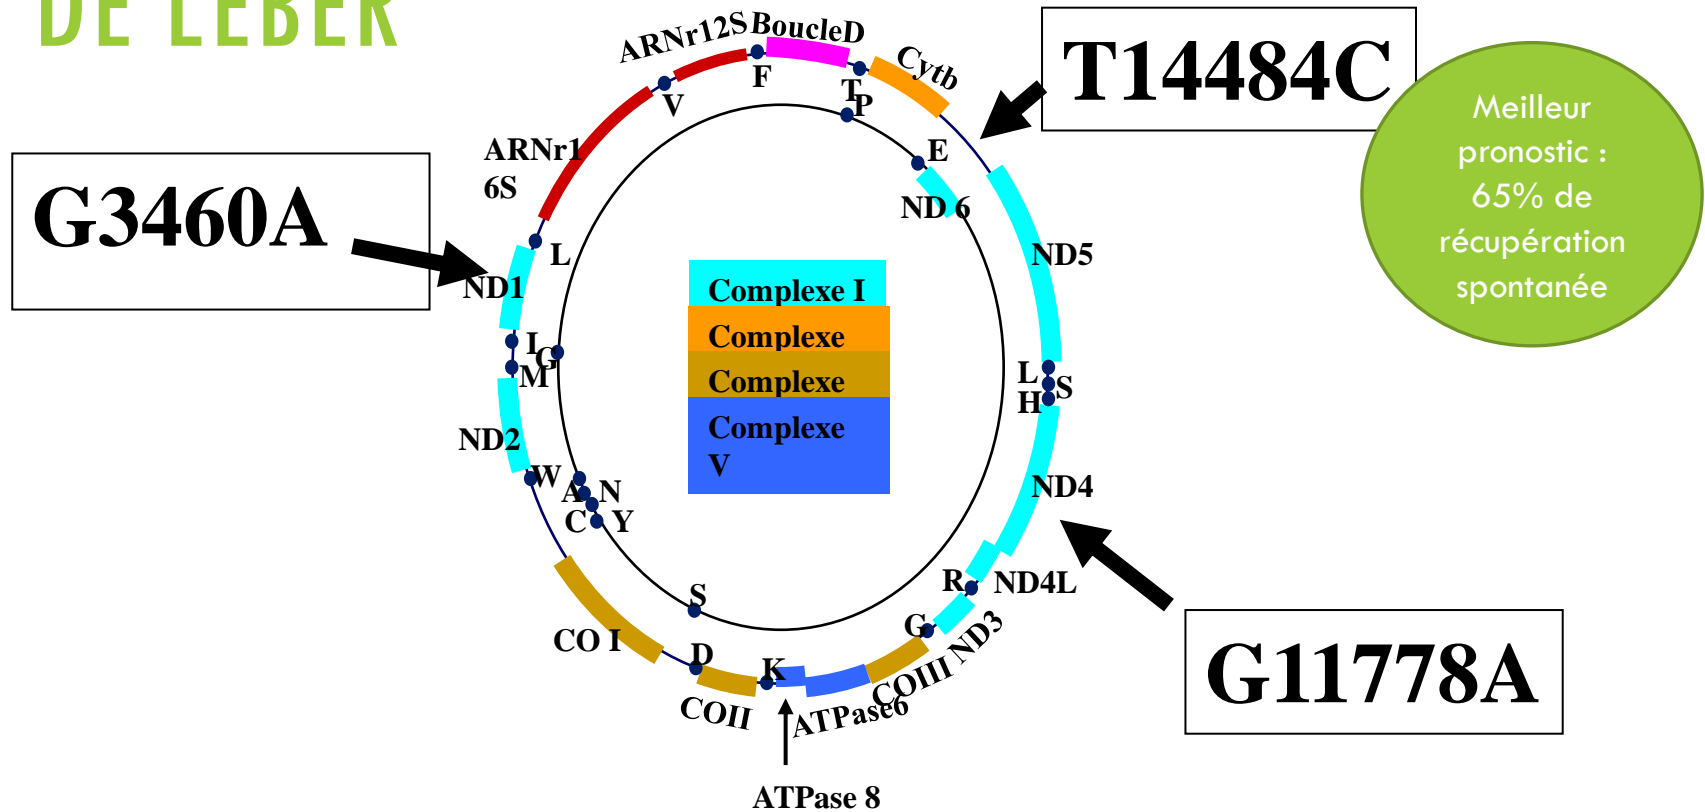 DE LEBER
ARNr12S
BoucleD
Cytb
T14484C
Meilleur
pronostic :
65% de
récupération
spontanée
F
T
P
V
E
ARNr1
6S
ND 6
G3460A
L
ND1
ND5
Complexe I
Complexe
Complexe
Complexe
V
I
G
M
L
S
H
ND2
W
A
N
C
Y
ND4
R
ND4L
S
G
ND3
CO I
D
K
COIII
COII
ATPase6
G11778A
ATPase 8